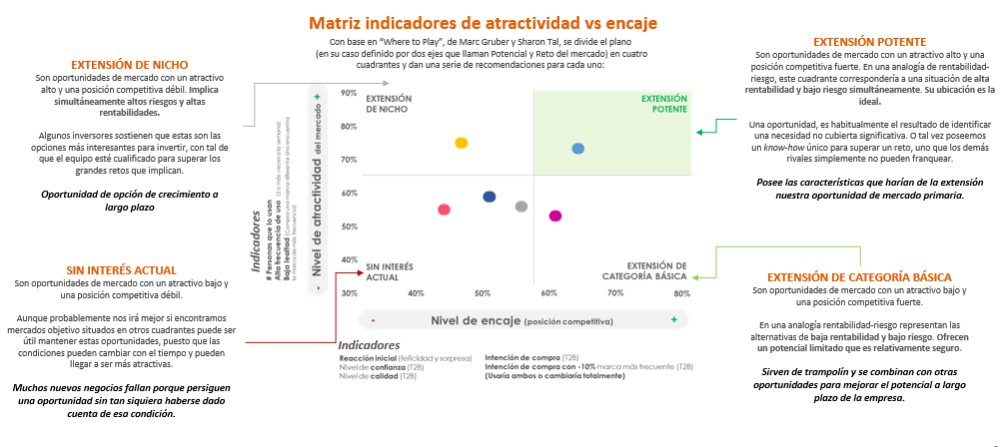 Matriz indicadores de atractividad vs encaje
Con base en “Where to Play”, de Marc Gruber y Sharon Tal, se divide el plano
(en su caso definido por dos ejes que llaman Potencial y Reto del mercado) en cuatro
cuadrantes y dan una serie de recomendaciones para cada uno:
EXTENSIÓN DE NICHO
Son oportunidades de mercado con un atractivo
alto y una posición competitiva débil. Implica
simultáneamente altos riesgos y altas
rentabilidades.
Algunos inversores sostienen que estas son las
opciones más interesantes para invertir, con tal
de que el equipo esté cualificado para superar los
grandes retos que implican.
Oportunidad de opción de crecimiento a
largo plazo
SIN INTERÉS ACTUAL
Son oportunidades de mercado con un atractivo bajo y
una posición competitiva débil.
Aunque probablemente nos irá mejor si encontramos
mercados objetivo situados en otros cuadrantes puede ser
útil mantener estas oportunidades, puesto que las
condiciones pueden cambiar con el tiempo y pueden
llegar a ser más atractivas.
Muchos nuevos negocios fallan porque persiguen
una oportunidad sin tan siquiera haberse dado
cuenta de esa condición.
Indicadores
# Personas que lo usan
Alta frecuencia de uso (2 o más veces a la semana)
Baja lealtad (Compra una marca diferente si no encuentra
la marca de más frecuencia)
- Nivel de atractividad del mercado +
90%
80%
70%
60%
50%
40%
30%
EXTENSIÓN
DE NICHO
EXTENSIÓN
POTENTE
SIN INTERÉS
ACTUAL
EXTENSIÓN DE
CATEGORÍA BÁSICA
40%
50%
60%
70%
80%
- Nivel de encaje (posición competitiva) +
Indicadores
Reacción inicial (felicidad y sorpresa)
Nivel de confianza (T2B)
Nivel de calidad (T2B)
Intención de compra (T2B)
Intención de compra con -10% marca más frecuente (T2B)
(Usaría ambos o cambiaría totalmente)
EXTENSIÓN POTENTE
Son oportunidades de mercado con un atractivo alto y una
posición competitiva fuerte. En una analogía de rentabilidad-
riesgo, este cuadrante correspondería a una situación de alta
rentabilidad y bajo riesgo simultáneamente. Su ubicación es la
ideal.
Una oportunidad, es habitualmente el resultado de identificar
una necesidad no cubierta significativa. O tal vez poseemos
un know-how único para superar un reto, uno que los demás
rivales simplemente no pueden franquear.
Posee las características que harían de la extensión
nuestra oportunidad de mercado primaria.
EXTENSIÓN DE CATEGORÍA BÁSICA
Son oportunidades de mercado con un atractivo bajo y
una posición competitiva fuerte.
En una analogía rentabilidad-riesgo representan las
alternativas de baja rentabilidad y bajo riesgo. Ofrecen
un potencial limitado que es relativamente seguro.
Sirven de trampolín y se combinan con otras
oportunidades para mejorar el potencial a largo
plazo de la empresa.